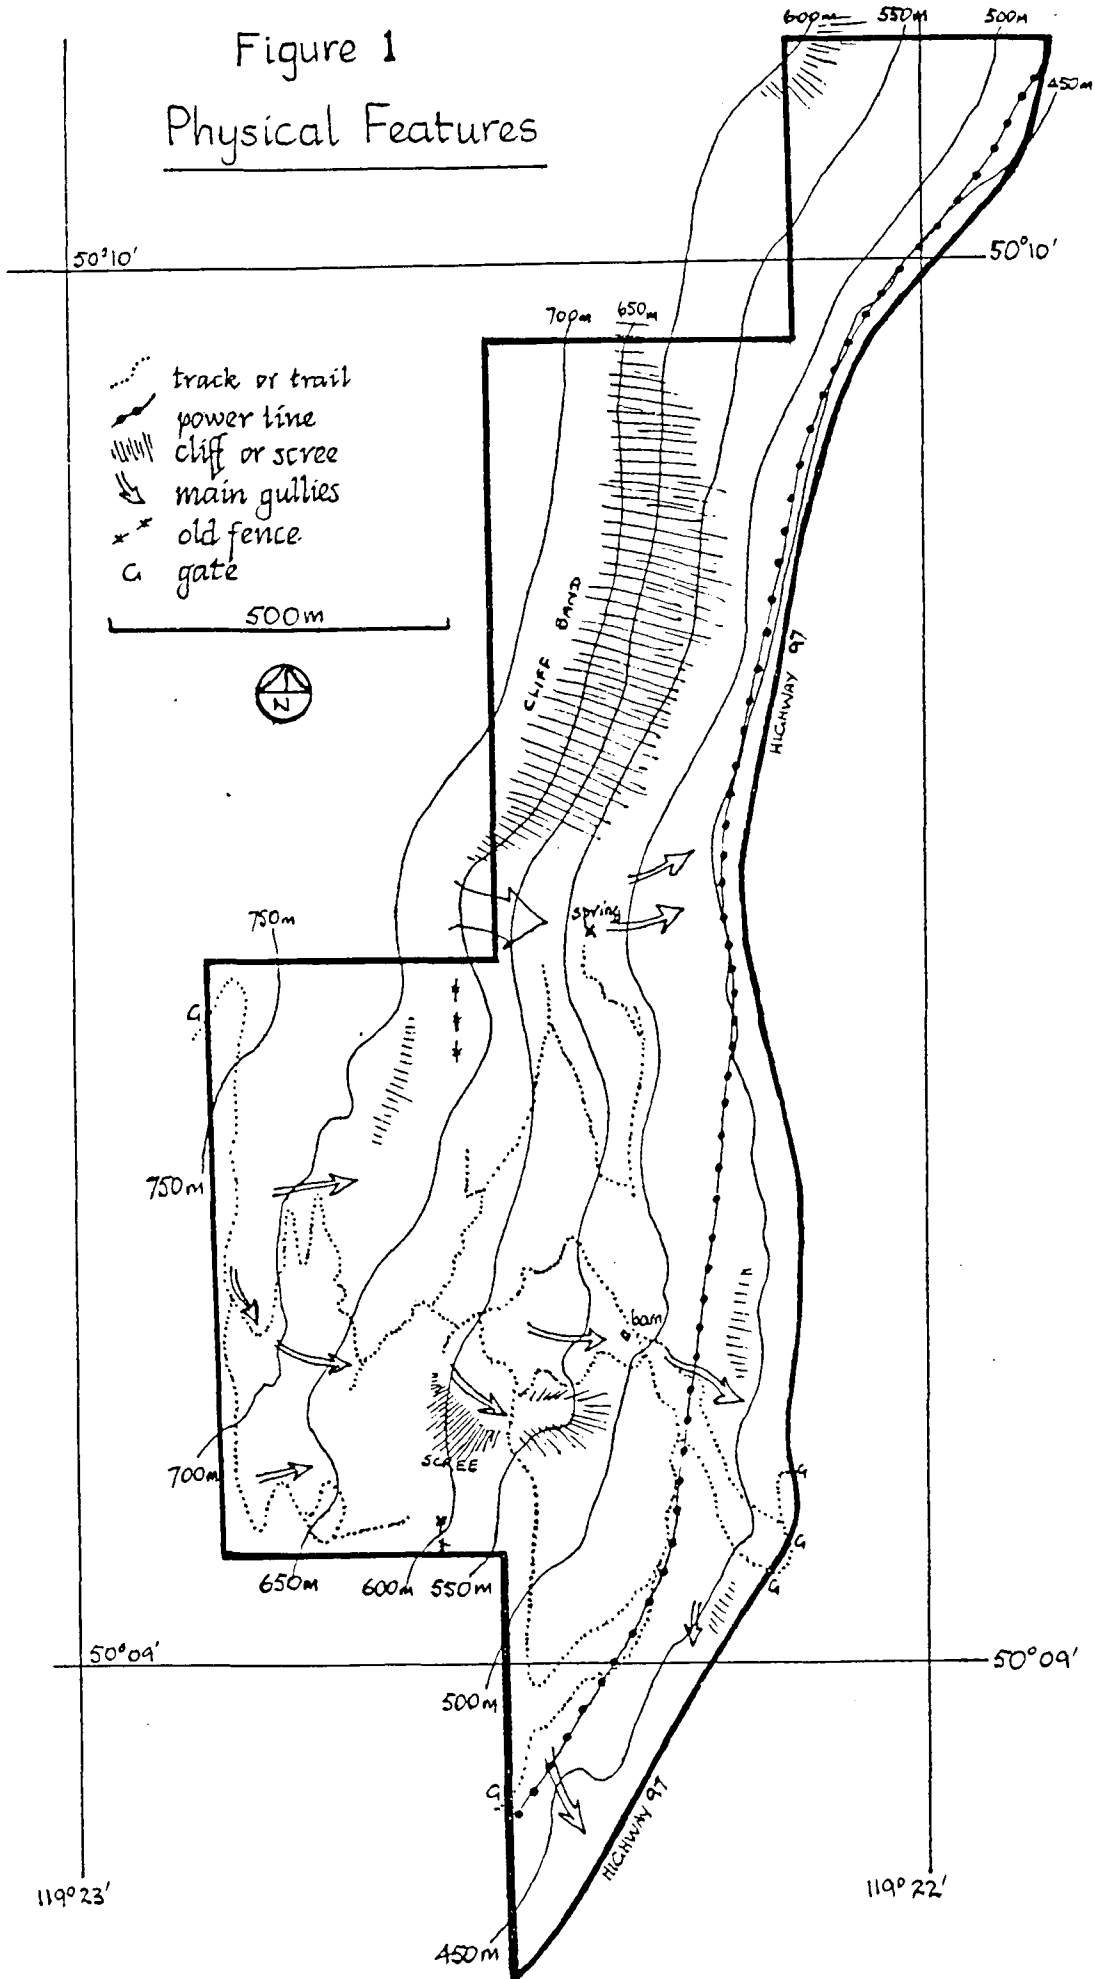 Figure 1
Physical Features
600m
550m
500m
450m
50°10'
50°10'
700m
650m
track or trail
power line
cliff or scree
main gullies
old fence
G gate
500m
N
CLIFF BAND
HIGHWAY 97
750m
spring
G
750m
barn
SCREE
700m
G
G
G
650m
600m
550m
50°09'
50°09'
500m
G
HIGHWAY 97
119°23'
119°22'
450m